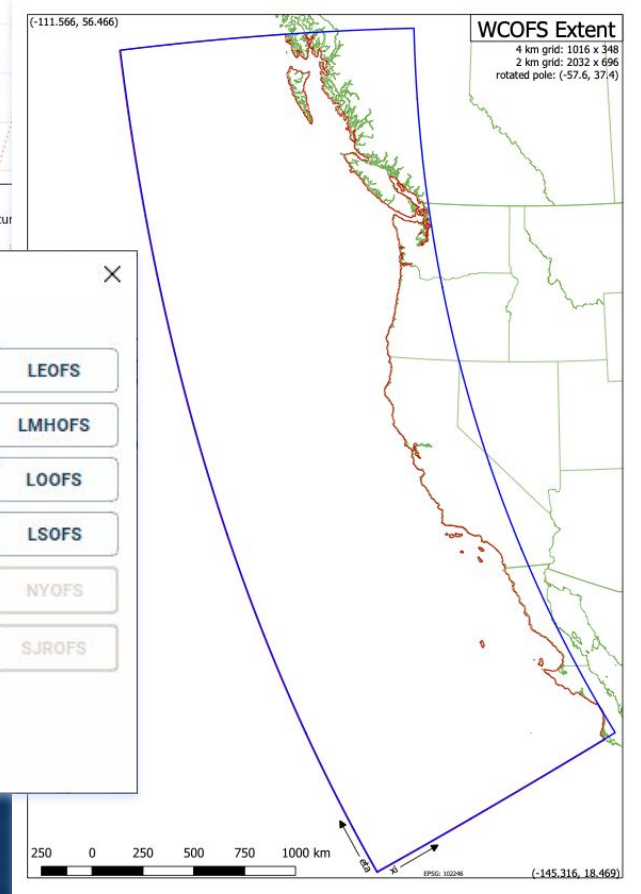 (-111.566, 56.466)
WCOFS Extent
4 km grid: 1016 x 348
2 km grid: 2032 x 696
rotated pole: (-57.6, 37.4)
LEOFS
LMHOFS
LOOFS
LSOFS
NYOFS
SJROFS
eta
xi
250 0 250 500 750 1000 km
EPSG: 102246
(-145.316, 18.469)